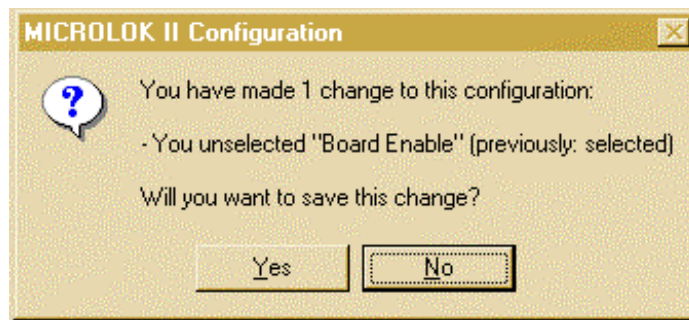 MICROLOK II Configuration
You have made 1 change to this configuration:
- You unselected "Board Enable" (previously: selected)
Will you want to save this change?
Yes No